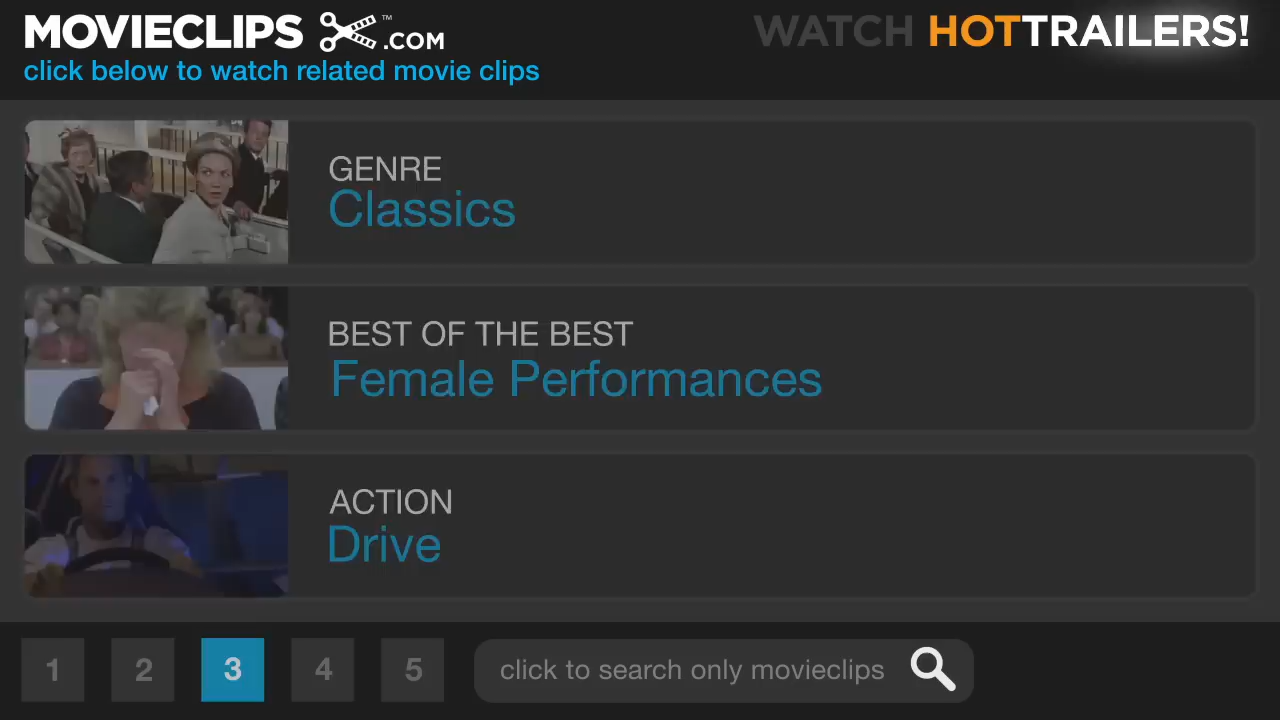 MOVIECLIPS ™ .COM
click below to watch related movie clips
WATCH HOTTRAILERS!
GENRE
Classics
BEST OF THE BEST
Female Performances
ACTION
Drive
1 2 3 4 5
click to search only movieclips